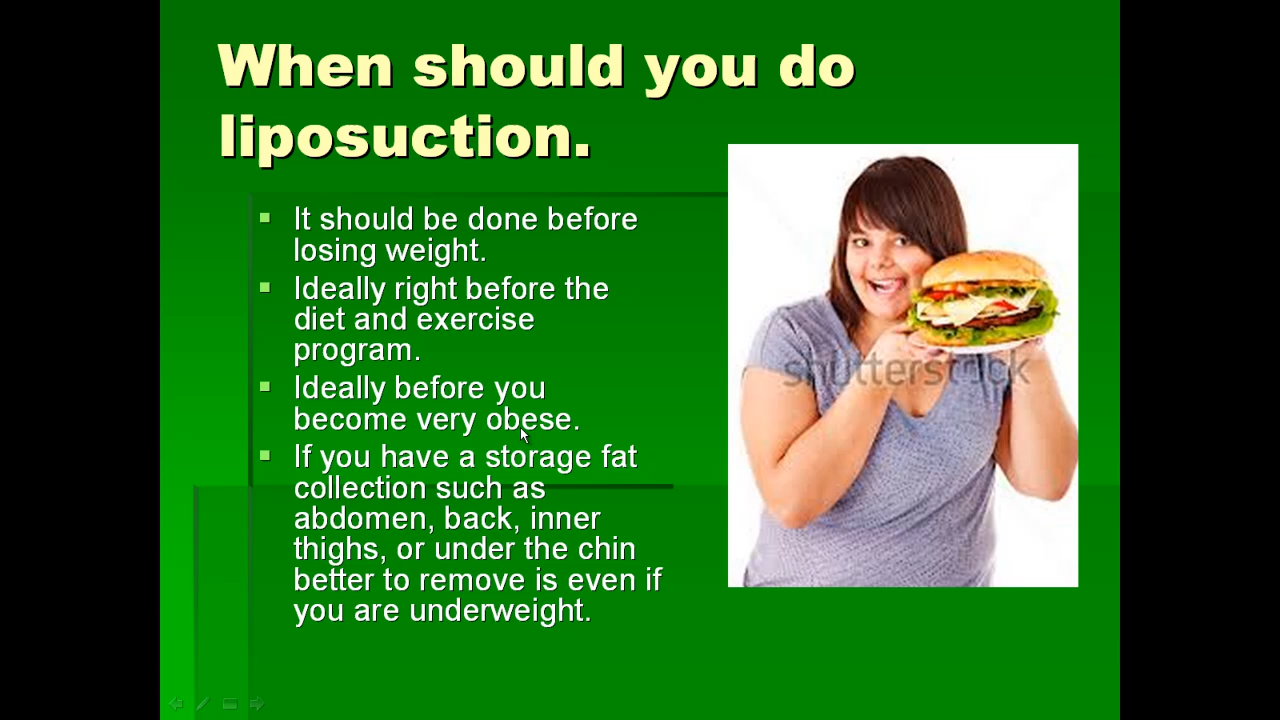 When should you do
liposuction.
It should be done before
losing weight.
Ideally right before the
diet and exercise
program.
Ideally before you
become very obese.
If you have a storage fat
collection such as
abdomen, back, inner
thighs, or under the chin
better to remove is even if
you are underweight.
shutterstock